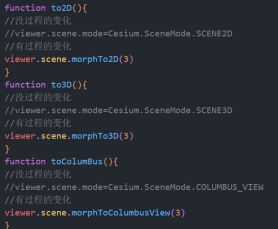 function to2D(){
//没过程的变化
//viewer.scene.mode=Cesium.SceneMode.SCENE2D
//有过程的变化
viewer.scene.morphTo2D(3)
}
function to3D(){
//没过程的变化
//viewer.scene.mode=Cesium.SceneMode.SCENE3D
//有过程的变化
viewer.scene.morphTo3D(3)
}
function toColumBus(){
//没过程的变化
//viewer.scene.mode=Cesium.SceneMode.COLUMBUS_VIEW
//有过程的变化
viewer.scene.morphToColumbusView(3)
}